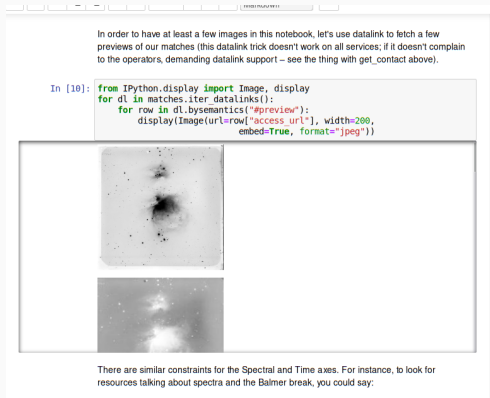 Markdown
In order to have at least a few images in this notebook, let's use datalink to fetch a few
previews of our matches (this datalink trick doesn't work on all services; if it doesn't complain
to the operators, demanding datalink support – see the thing with get_contact above).
In [10]: from IPython.display import Image, display
for dl in matches.iter_datalinks():
for row in dl.bysemantics("#preview"):
display(Image(url=row["access_url"], width=200,
embed=True, format="jpeg"))
There are similar constraints for the Spectral and Time axes. For instance, to look for
resources talking about spectra and the Balmer break, you could say: